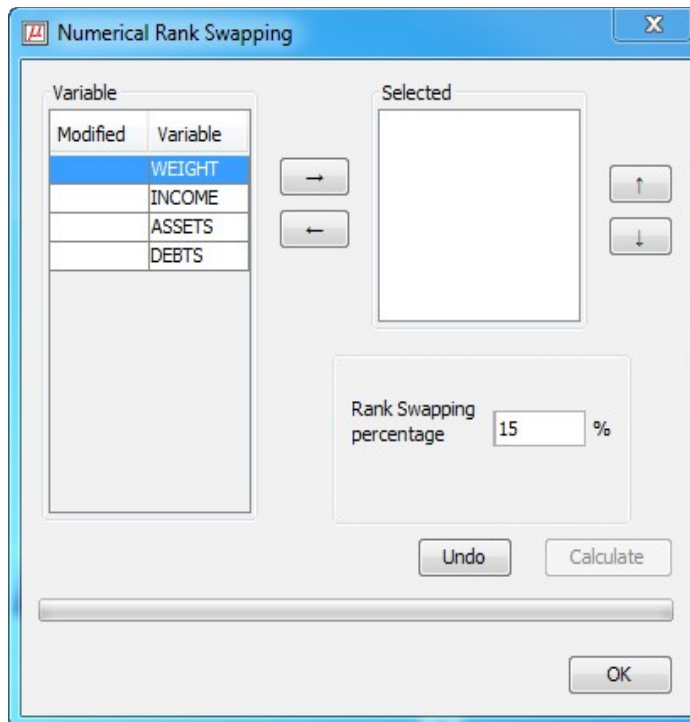 μ Numerical Rank Swapping X
Variable
Modified Variable
WEIGHT
INCOME
ASSETS
DEBTS
→
←
Selected
↑
↓
Rank Swapping
percentage 15 %
Undo Calculate
OK